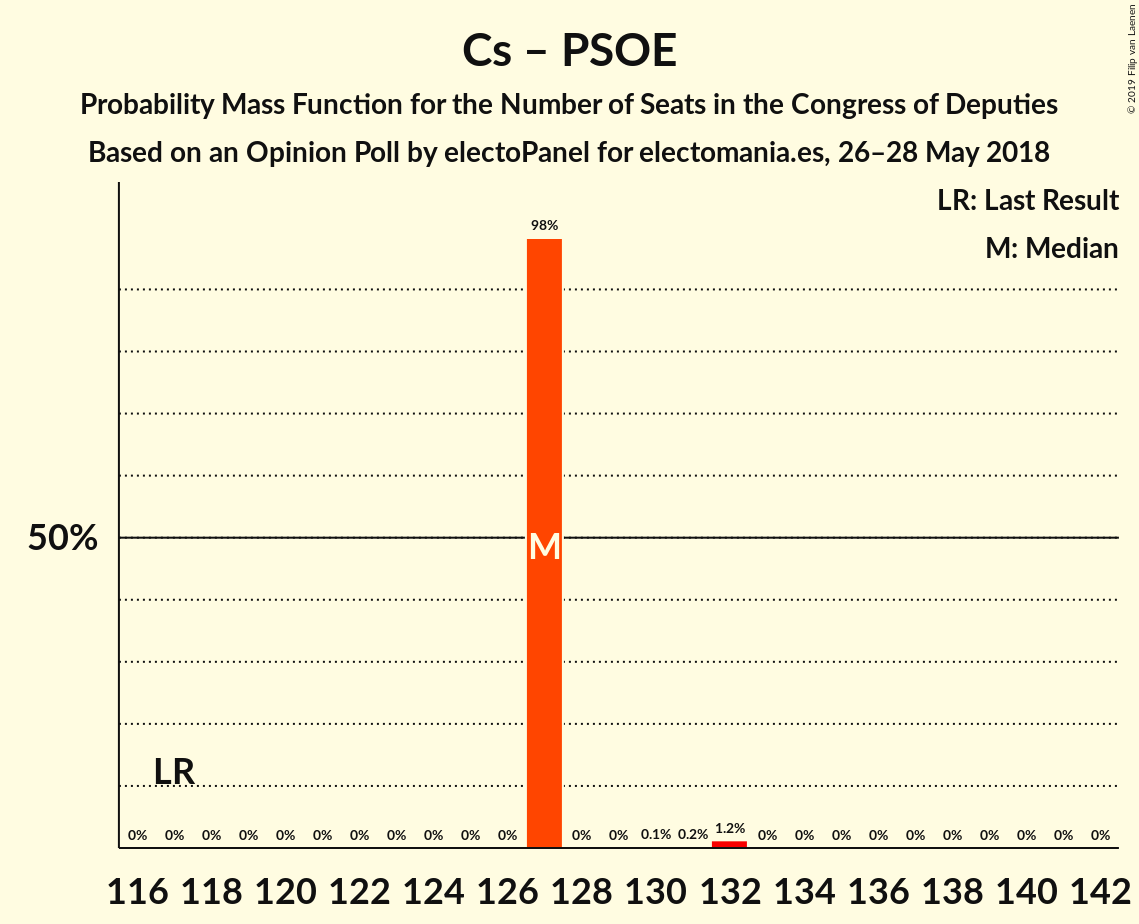 Cs – PSOE
Probability Mass Function for the Number of Seats in the Congress of Deputies
Based on an Opinion Poll by electoPanel for electomania.es, 26–28 May 2018
© 2019 Filip van Laenen
LR: Last Result
M: Median
98%
50%
M
LR
0% 0% 0% 0% 0% 0% 0% 0% 0% 0% 0% 0% 0% 0.1% 0.2% 1.2% 0% 0% 0% 0% 0% 0% 0% 0% 0% 0%
116 118 120 122 124 126 128 130 132 134 136 138 140 142